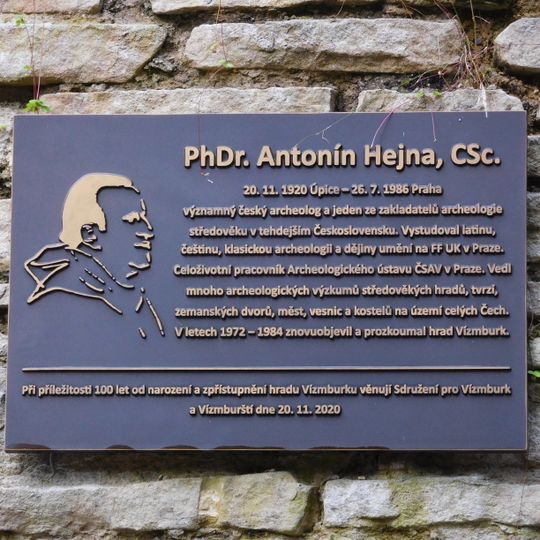 PhDr. Antonín Hejna, CSc.
20. 11. 1920 Úpice – 26. 7. 1986 Praha
významný český archeolog a jeden ze zakladatelů archeologie
středověku v tehdejším Československu. Vystudoval latinu,
češtinu, klasickou archeologii a dějiny umění na FF UK v Praze.
Celoživotní pracovník Archeologického ústavu ČSAV v Praze. Vedl
mnoho archeologických výzkumů středověkých hradů, tvrzí,
zemanských dvorů, měst, vesnic a kostelů na území celých Čech.
V letech 1972 – 1984 znovuobjevil a prozkoumal hrad Vízmburk.
Při příležitosti 100 let od narození a zpřístupnění hradu Vízmburku věnují Sdružení pro Vízmburk
a Vízmburští dne 20. 11. 2020